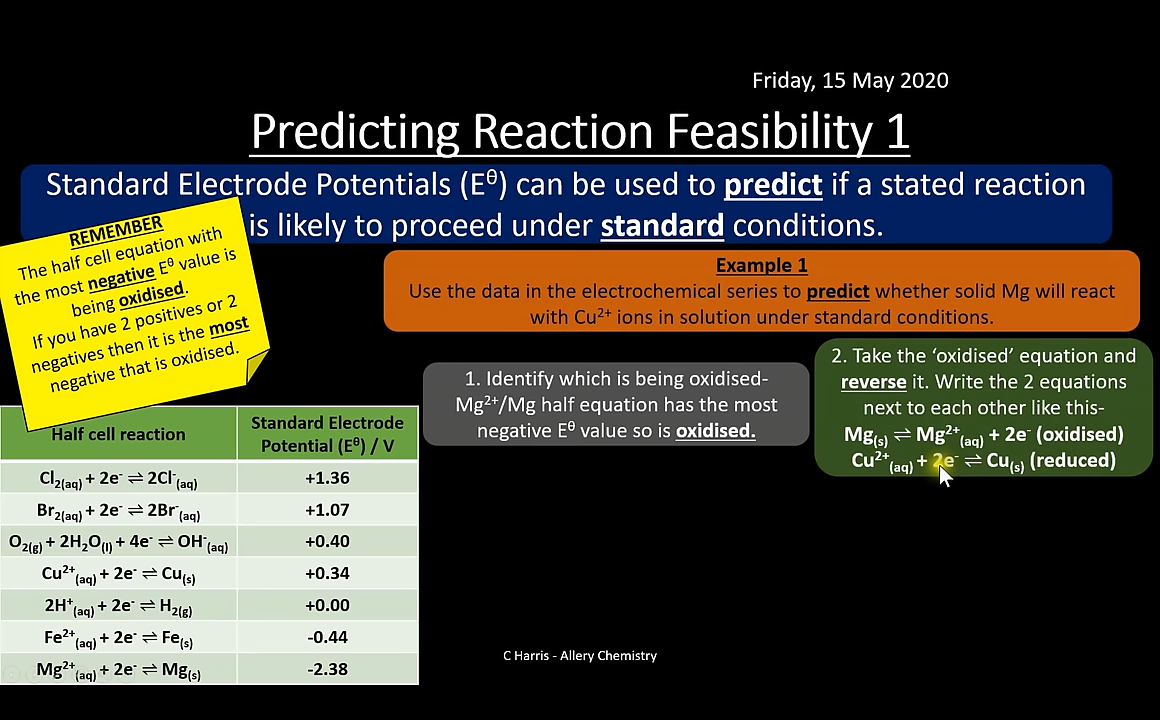 Friday, 15 May 2020
Predicting Reaction Feasibility 1
Standard Electrode Potentials (Eᶿ) can be used to predict if a stated reaction
is likely to proceed under standard conditions.
REMEMBER
The half cell equation with
the most negative Eᶿ value is
being oxidised.
If you have 2 positives or 2
negatives then it is the most
negative that is oxidised.
Example 1
Use the data in the electrochemical series to predict whether solid Mg will react
with Cu²⁺ ions in solution under standard conditions.
1. Identify which is being oxidised-
Mg²⁺/Mg half equation has the most
negative Eᶿ value so is oxidised.
2. Take the ‘oxidised’ equation and
reverse it. Write the 2 equations
next to each other like this-
Mg(s) ⇌ Mg²⁺(aq) + 2e⁻ (oxidised)
Cu²⁺(aq) + 2e⁻ ⇌ Cu(s) (reduced)
Half cell reaction
Standard Electrode
Potential (Eᶿ) / V
Cl₂(aq) + 2e⁻ ⇌ 2Cl⁻(aq) +1.36
Br₂(aq) + 2e⁻ ⇌ 2Br⁻(aq) +1.07
O₂(g) + 2H₂O(l) + 4e⁻ ⇌ OH⁻(aq) +0.40
Cu²⁺(aq) + 2e⁻ ⇌ Cu(s) +0.34
2H⁺(aq) + 2e⁻ ⇌ H₂(g) +0.00
Fe²⁺(aq) + 2e⁻ ⇌ Fe(s) -0.44
Mg²⁺(aq) + 2e⁻ ⇌ Mg(s) -2.38
C Harris - Allery Chemistry